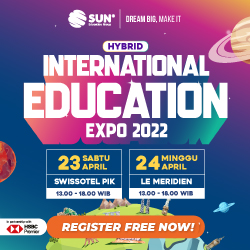 SUN
Education Group
DREAM BIG, MAKE IT
HYBRID
INTERNATIONAL
EDUCATION
EXPO 2022
23 SABTU APRIL
SWISSOTEL PIK
13.00 - 18.00 WIB
24 MINGGU APRIL
LE MERIDIEN
13.00 - 18.00 WIB
In partnership with
HSBC
Premier
REGISTER FREE NOW!